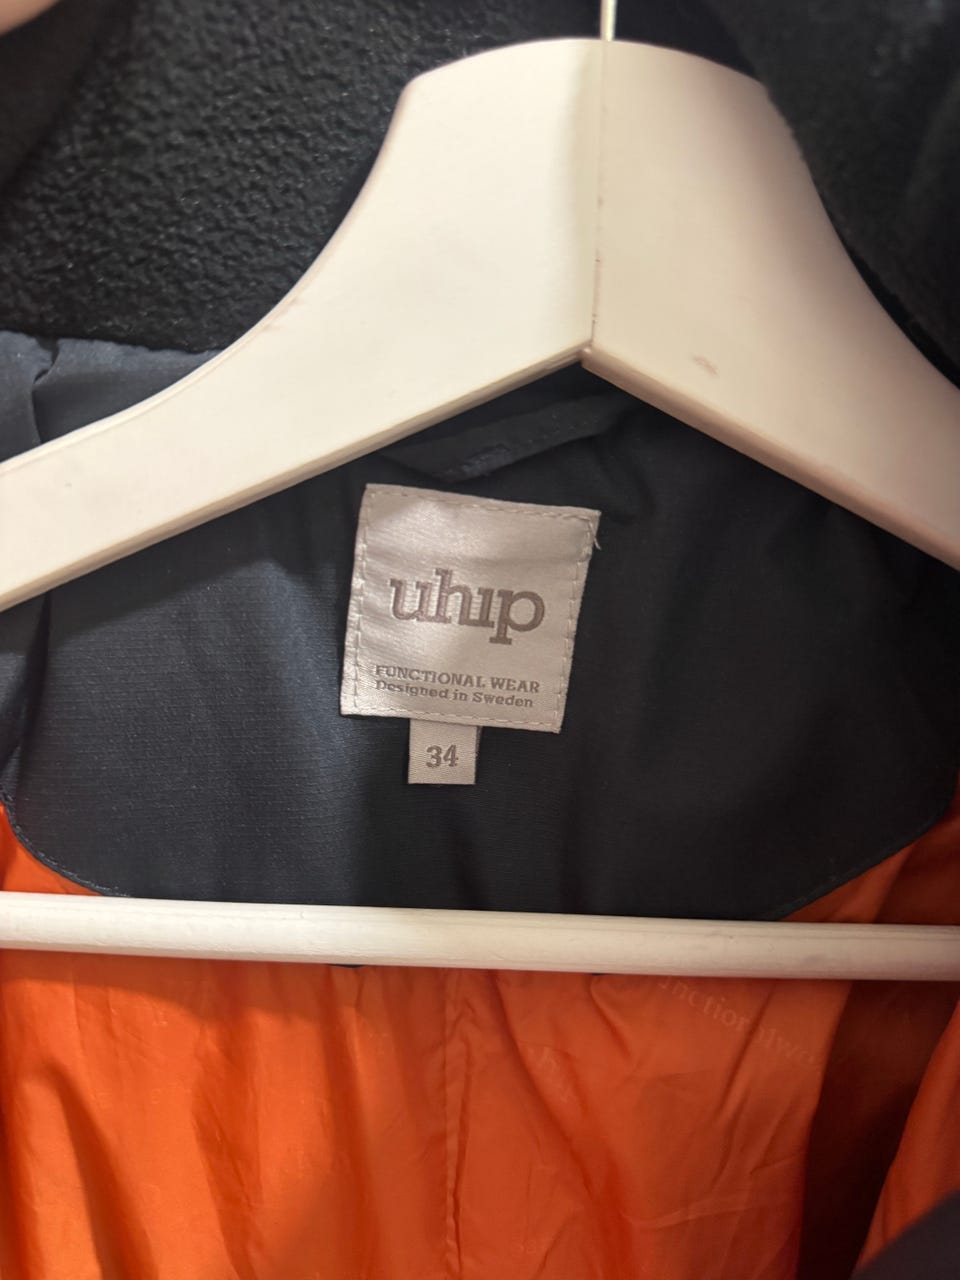 uhip
FUNCTIONAL WEAR
Designed in Sweden
34